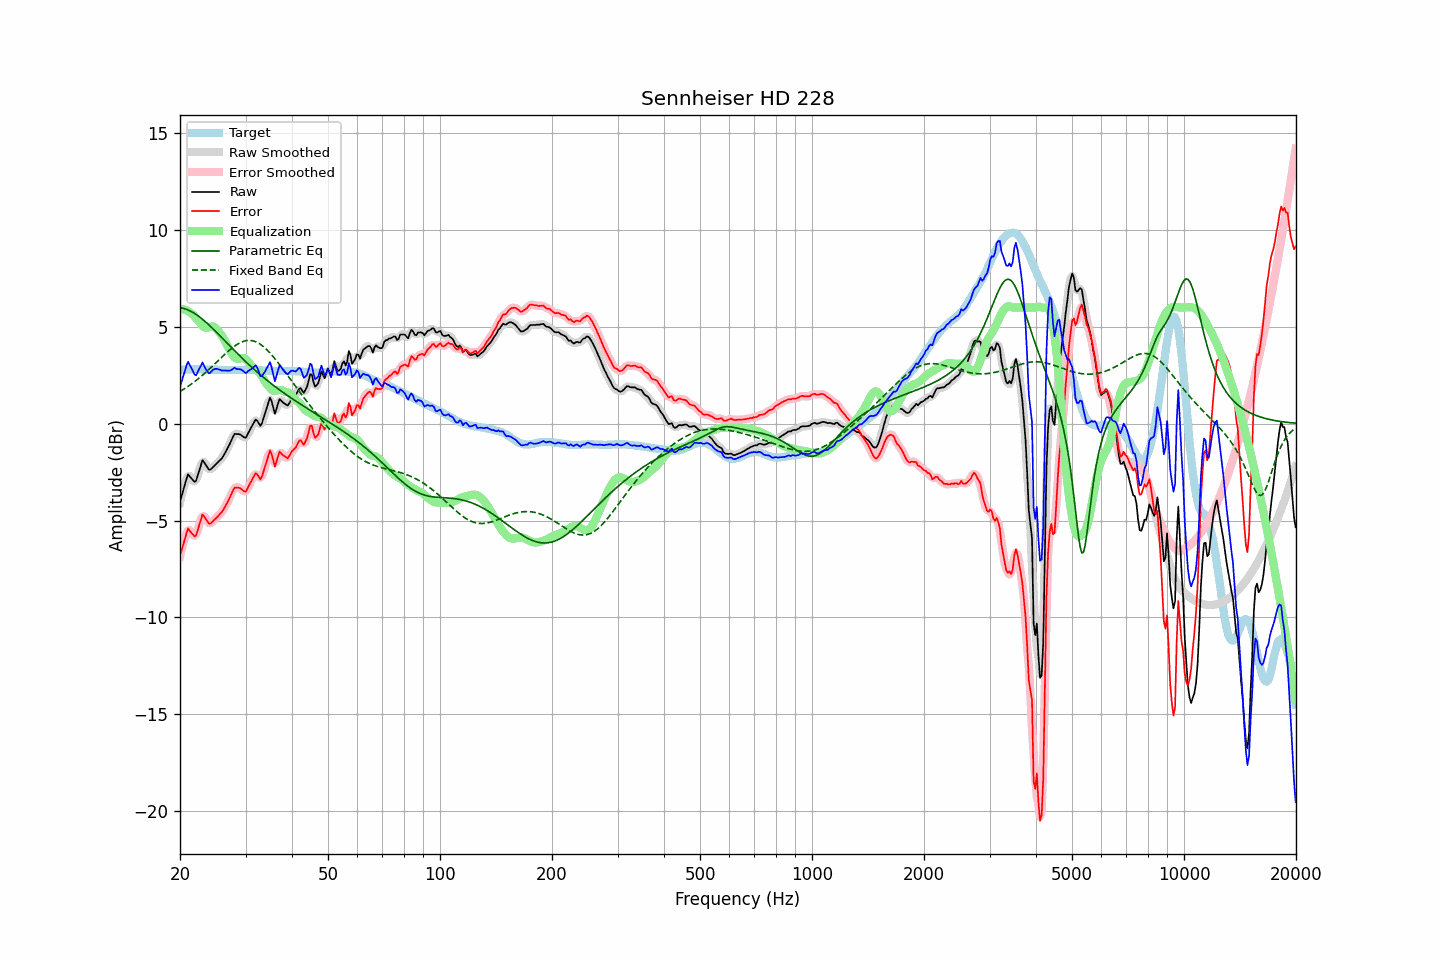 Sennheiser HD 228
Target
Raw Smoothed
Error Smoothed
Raw
Error
Equalization
Parametric Eq
Fixed Band Eq
Equalized
15
10
5
0
−5
−10
−15
−20
Amplitude (dBr)
20 50 100 200 500 1000 2000 5000 10000 20000
Frequency (Hz)